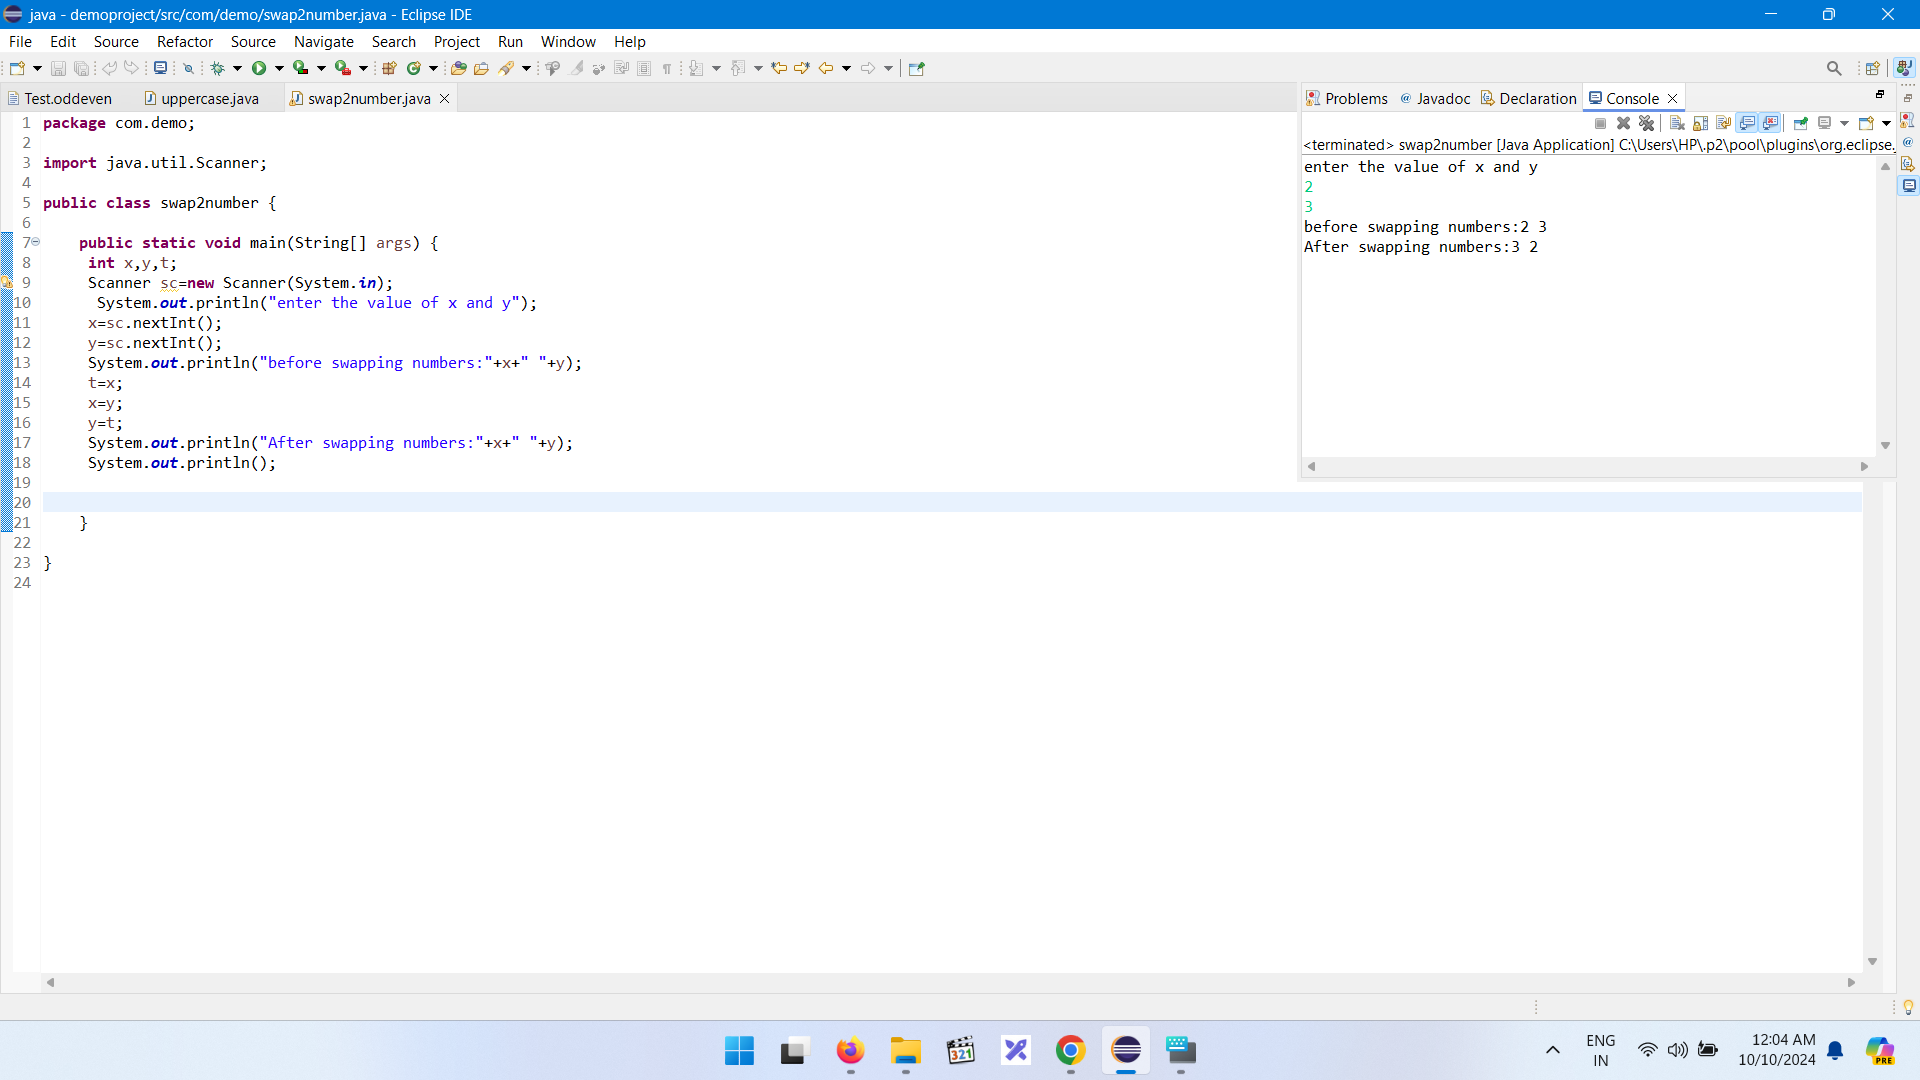 java - demoproject/src/com/demo/swap2number.java - Eclipse IDE
File Edit Source Refactor Source Navigate Search Project Run Window Help
Test.oddeven uppercase.java swap2number.java
1 package com.demo;
2
3 import java.util.Scanner;
4
5 public class swap2number {
6
7 public static void main(String[] args) {
8 int x,y,t;
9 Scanner sc=new Scanner(System.in);
10 System.out.println("enter the value of x and y");
11 x=sc.nextInt();
12 y=sc.nextInt();
13 System.out.println("before swapping numbers:"+x+" "+y);
14 t=x;
15 x=y;
16 y=t;
17 System.out.println("After swapping numbers:"+x+" "+y);
18 System.out.println();
19
20
21 }
22
23 }
24
Problems @ Javadoc Declaration Console
<terminated> swap2number [Java Application] C:\Users\HP\.p2\pool\plugins\org.eclipse.
enter the value of x and y
2
3
before swapping numbers:2 3
After swapping numbers:3 2
321
ENG
IN
12:04 AM
10/10/2024
PRE